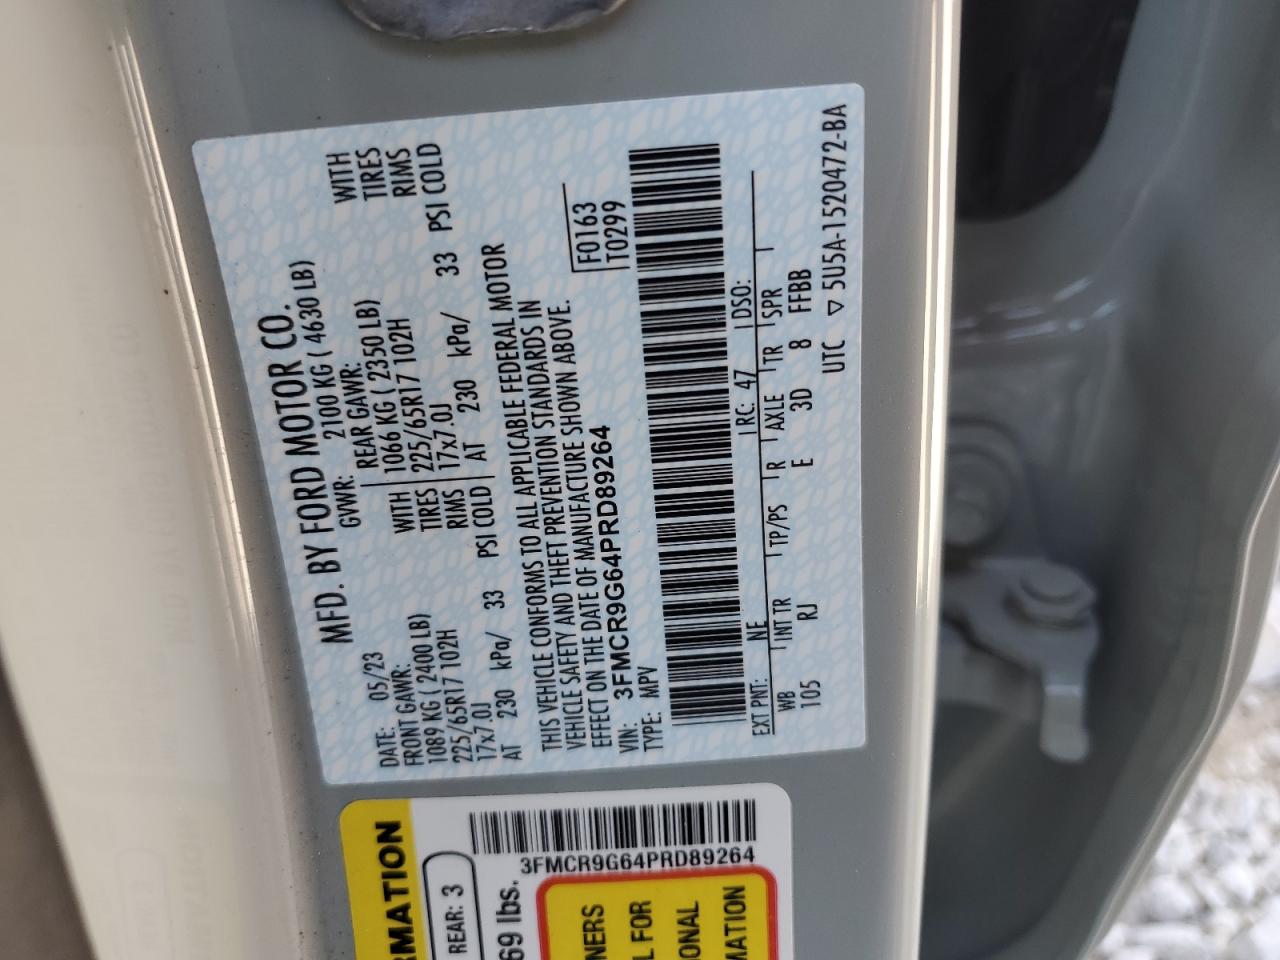 MFD. BY FORD MOTOR CO.
DATE: 05/23 GVWR: 2100 KG ( 4630 LB)
FRONT GAWR: REAR GAWR:
1089 KG ( 2400 LB) WITH 1066 KG ( 2350 LB) WITH
225/65R17 102H TIRES 225/65R17 102H TIRES
17x7.0J RIMS 17x7.0J RIMS
AT 230 kPa/ 33 PSI COLD AT 230 kPa/ 33 PSI COLD
THIS VEHICLE CONFORMS TO ALL APPLICABLE FEDERAL MOTOR
VEHICLE SAFETY AND THEFT PREVENTION STANDARDS IN
EFFECT ON THE DATE OF MANUFACTURE SHOWN ABOVE.
VIN: 3FMCR9G64PRD89264 F0163
TYPE: MPV T0299
EXT PNT: NE RC: 47 DSO:
WB INT TR TP/PS R AXLE TR SPR
105 RJ E 3D 8 FFBB
UTC ▽ 5U5A-1520472-BA
RMATION
REAR: 3
69 lbs.
3FMCR9G64PRD89264
NERS
L FOR
IONAL
MATION